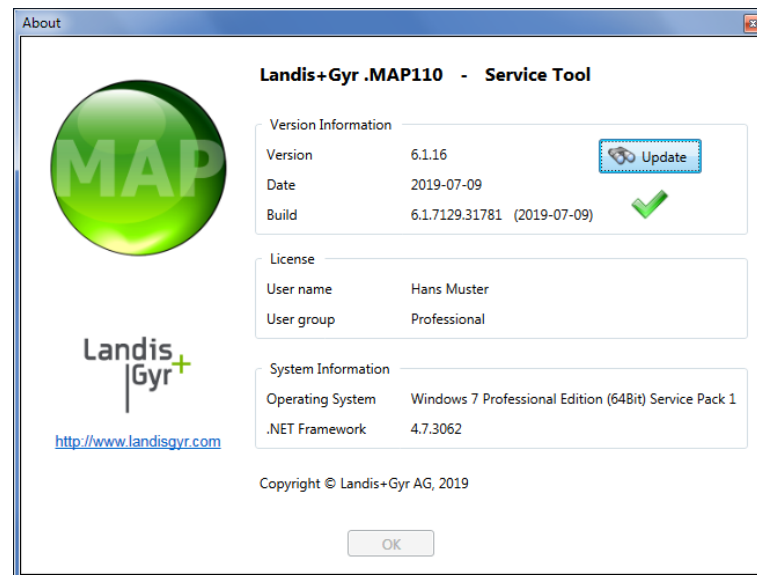 About
Landis+Gyr .MAP110 - Service Tool
MAP
Version Information
Version 6.1.16
Update
Date 2019-07-09
Build 6.1.7129.31781 (2019-07-09)
License
User name Hans Muster
User group Professional
Landis+
Gyr
System Information
Operating System Windows 7 Professional Edition (64Bit) Service Pack 1
.NET Framework 4.7.3062
http://www.landisgyr.com
Copyright © Landis+Gyr AG, 2019
OK